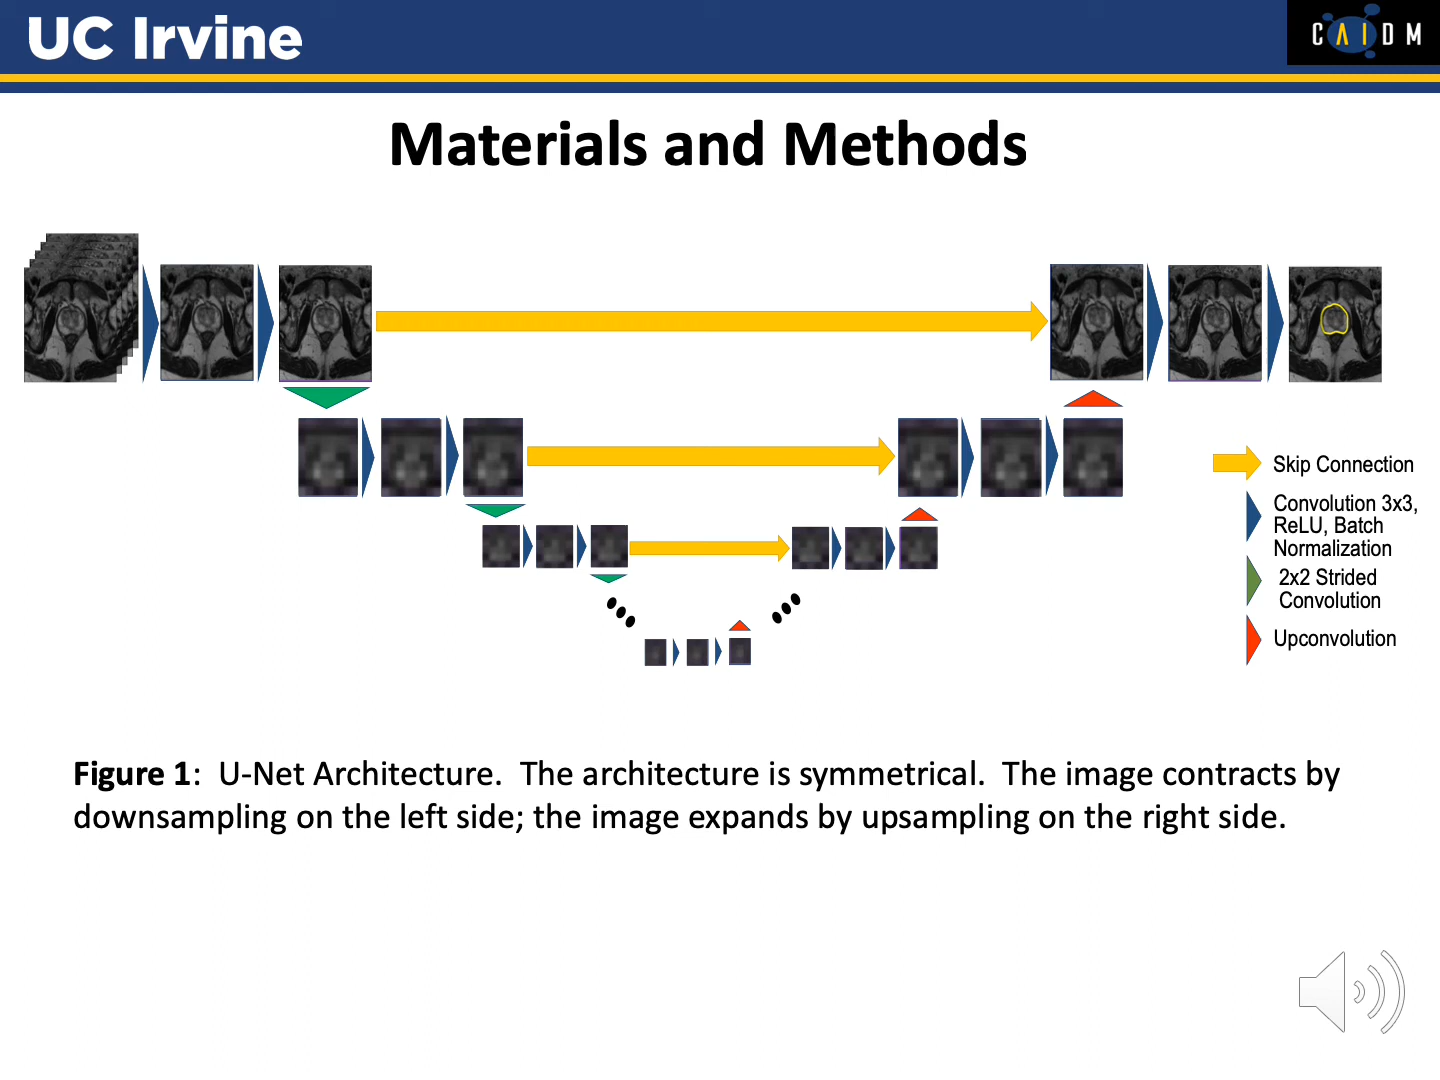 UC Irvine
CAIDM
Materials and Methods
Skip Connection
Convolution 3x3,
ReLU, Batch
Normalization
2x2 Strided
Convolution
Upconvolution
Figure 1:  U-Net Architecture.  The architecture is symmetrical.  The image contracts by
downsampling on the left side; the image expands by upsampling on the right side.